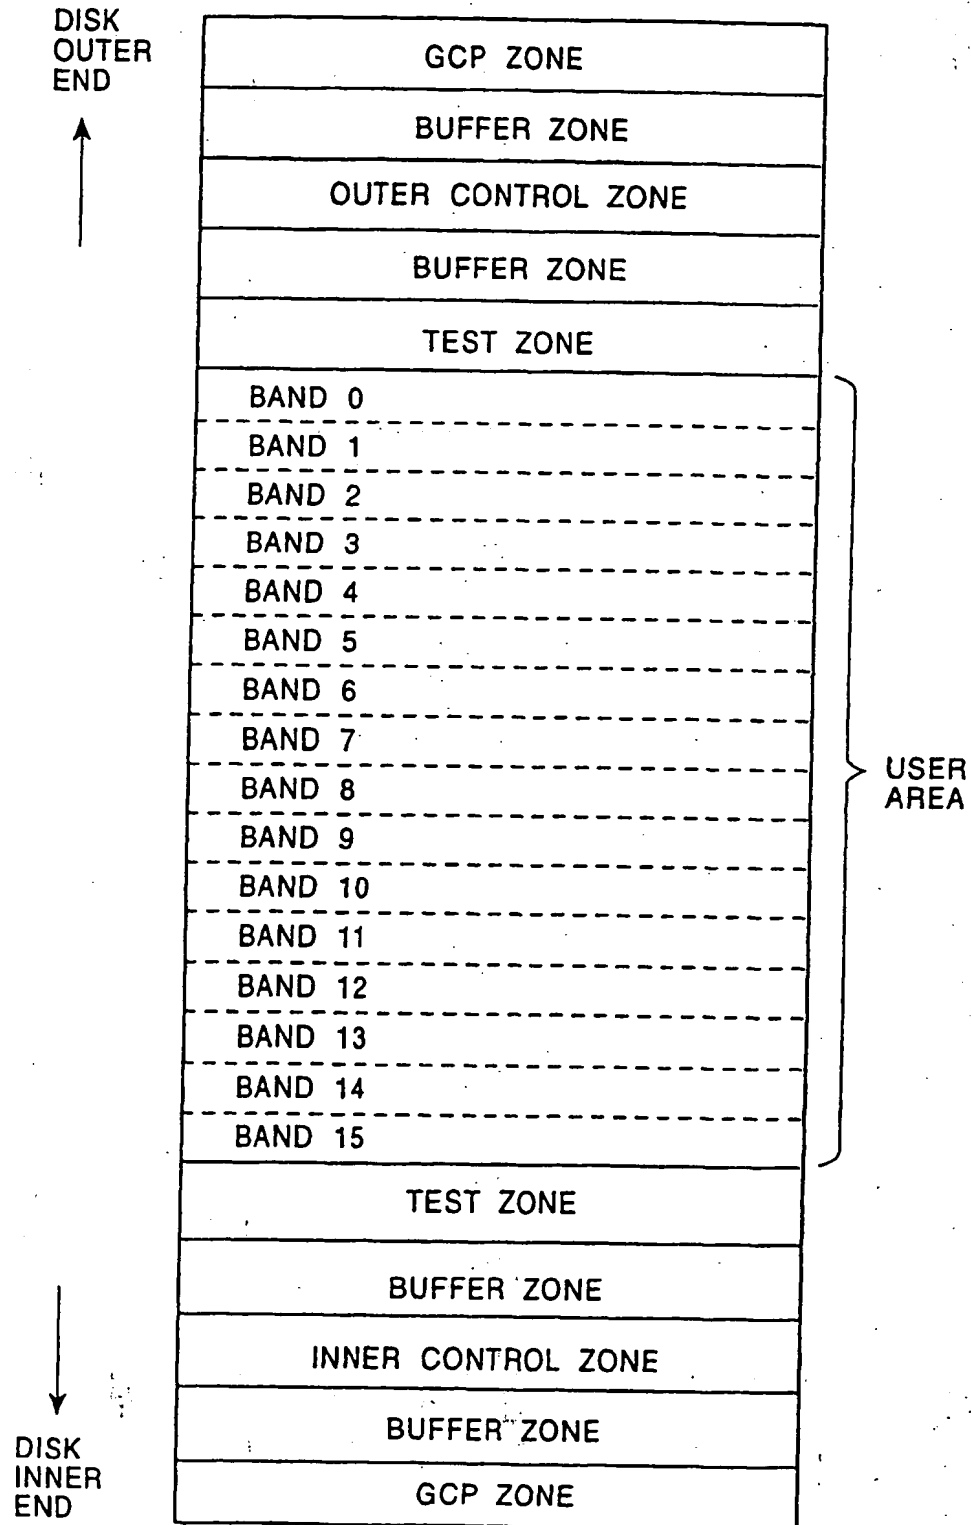 DISK
OUTER
END
GCP ZONE
BUFFER ZONE
OUTER CONTROL ZONE
BUFFER ZONE
TEST ZONE
BAND 0
BAND 1
BAND 2
BAND 3
BAND 4
BAND 5
BAND 6
BAND 7
BAND 8
BAND 9
BAND 10
BAND 11
BAND 12
BAND 13
BAND 14
BAND 15
USER
AREA
TEST ZONE
BUFFER ZONE
INNER CONTROL ZONE
BUFFER ZONE
GCP ZONE
DISK
INNER
END